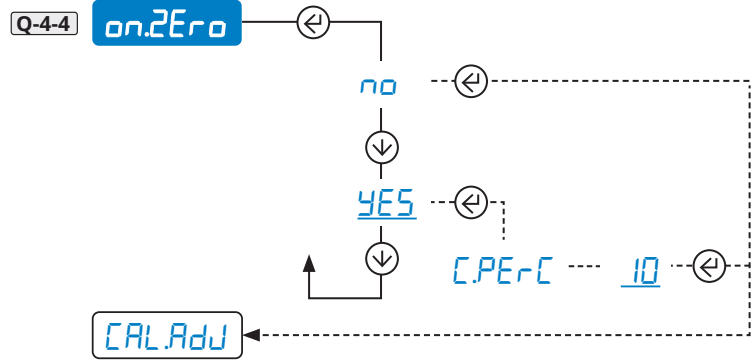 Q-4-4 on.2Ero
no
YES
C.PErC 10
CAL.AdJ